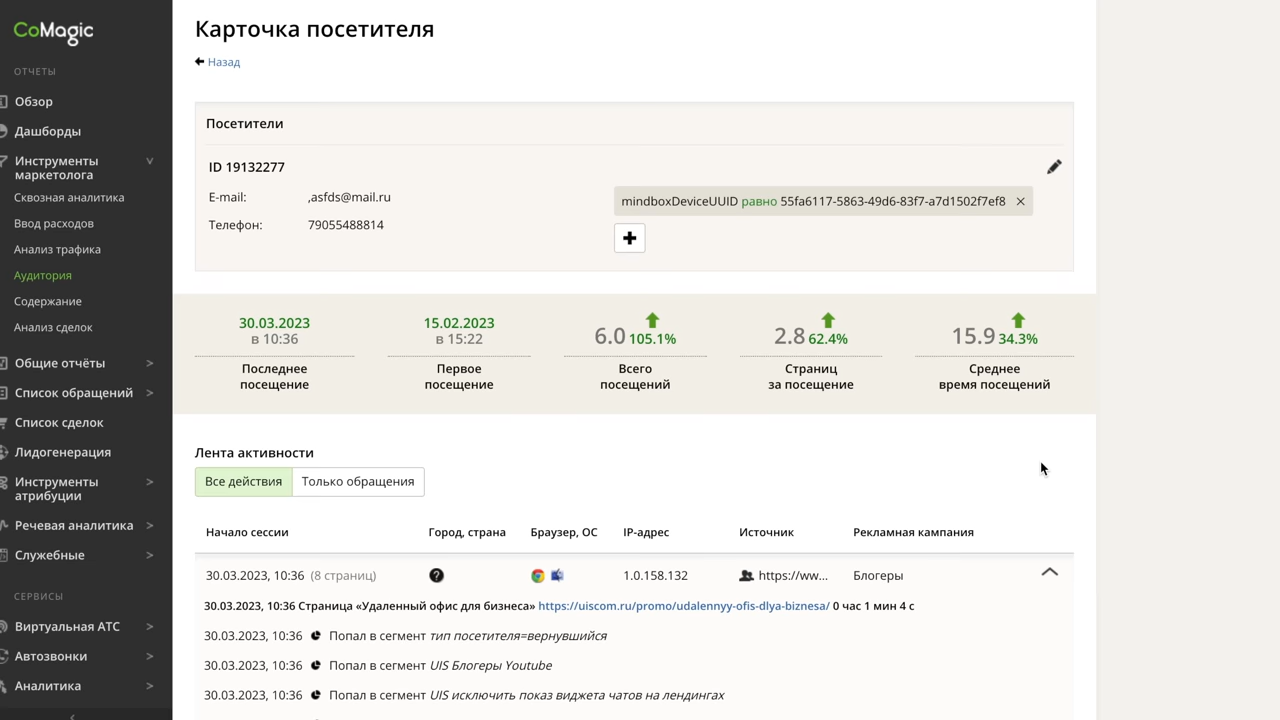 CoMagic
ОТЧЕТЫ
Обзор
Дашборды
Инструменты
маркетолога
Сквозная аналитика
Ввод расходов
Анализ трафика
Аудитория
Содержание
Анализ сделок
Общие отчёты
Список обращений
Список сделок
Лидогенерация
Инструменты
атрибуции
Речевая аналитика
Служебные
СЕРВИСЫ
Виртуальная АТС
Автозвонки
Аналитика
Карточка посетителя
Назад
Посетители
ID 19132277
E-mail: ,asfds@mail.ru
Телефон: 79055488814
mindboxDeviceUUID равно 55fa6117-5863-49d6-83f7-a7d1502f7ef8
30.03.2023
в 10:36
Последнее
посещение
15.02.2023
в 15:22
Первое
посещение
6.0 105.1%
Всего
посещений
2.8 62.4%
Страниц
за посещение
15.9 34.3%
Среднее
время посещений
Лента активности
Все действия Только обращения
Начало сессии Город, страна Браузер, ОС IP-адрес Источник Рекламная кампания
30.03.2023, 10:36 (8 страниц) 1.0.158.132 https://ww... Блогеры
30.03.2023, 10:36 Страница «Удаленный офис для бизнеса» https://uiscom.ru/promo/udalennyy-ofis-dlya-biznesa/ 0 час 1 мин 4 с
30.03.2023, 10:36 Попал в сегмент тип посетителя=вернувшийся
30.03.2023, 10:36 Попал в сегмент UIS Блогеры Youtube
30.03.2023, 10:36 Попал в сегмент UIS исключить показ виджета чатов на лендингах